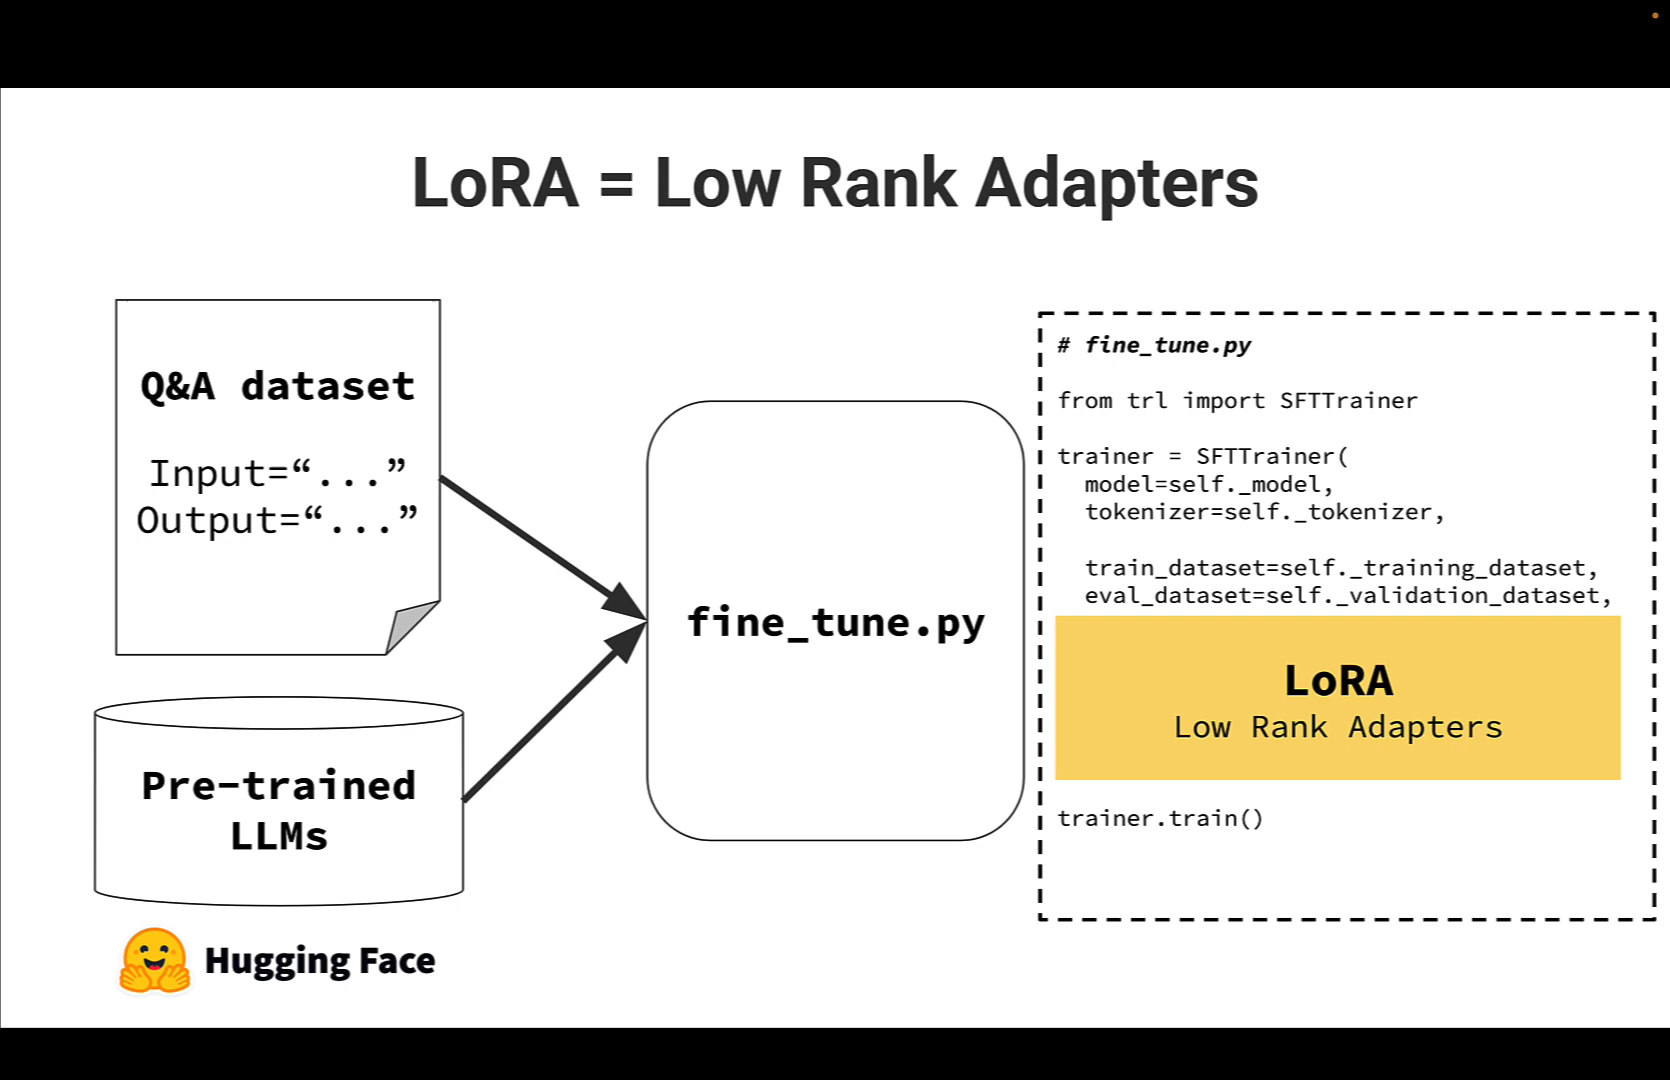 LoRA = Low Rank Adapters
Q&A dataset
Input=“...”
Output=“...”
Pre-trained
LLMs
Hugging Face
fine_tune.py
# fine_tune.py
from trl import SFTTrainer
trainer = SFTTrainer(
model=self._model,
tokenizer=self._tokenizer,
train_dataset=self._training_dataset,
eval_dataset=self._validation_dataset,
LoRA
Low Rank Adapters
trainer.train()